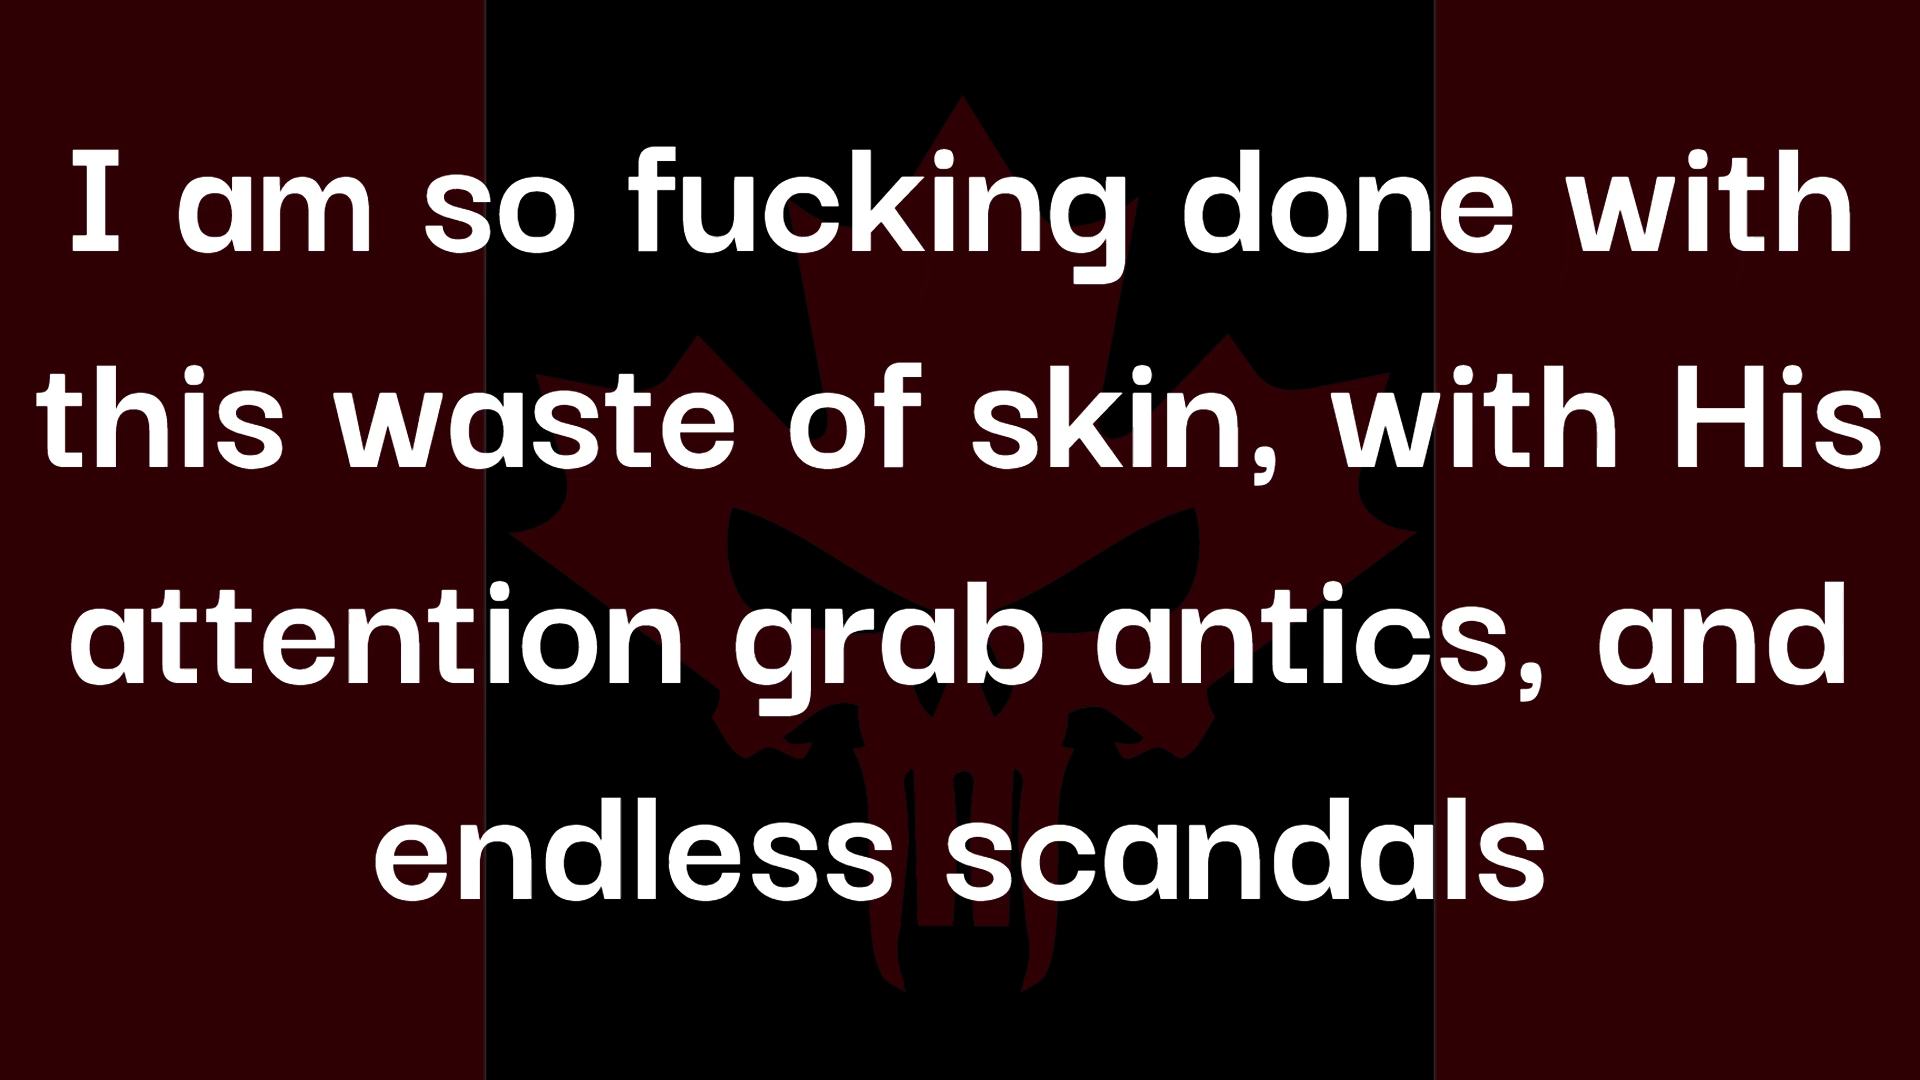 I am so fucking done with
this waste of skin, with His
attention grab antics, and
endless scandals